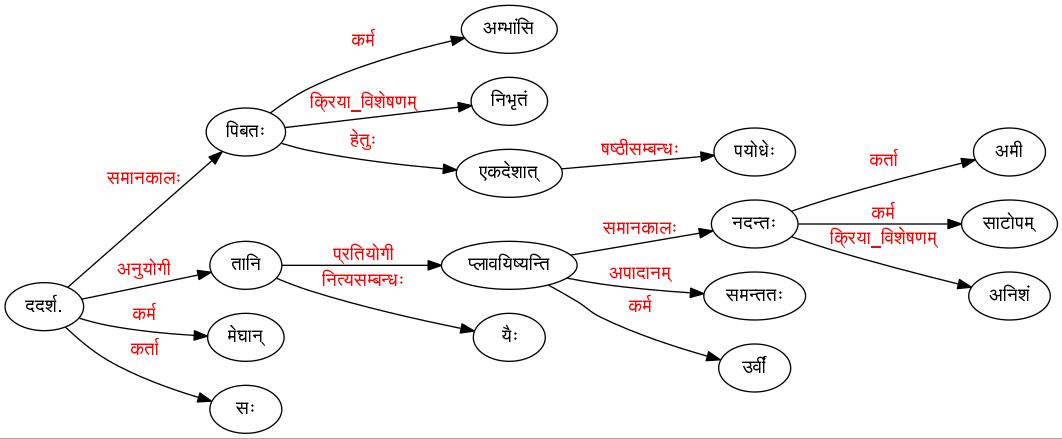 अम्भांसि
कर्म
क्रिया_विशेषणम्
निभृतं
पिबतः
हेतुः
एकदेशात्
षष्ठीसम्बन्धः
पयोधेः
कर्ता
अमी
समानकालः
नदन्तः
कर्म
साटोपम्
समानकालः
क्रिया_विशेषणम्
अनुयोगी
तानि
प्रतियोगी
नित्यसम्बन्धः
प्लावयिष्यन्ति
अपादानम्
समन्ततः
अनिशं
ददर्श.
कर्म
मेघान्
यैः
कर्म
उर्वीं
कर्ता
सः